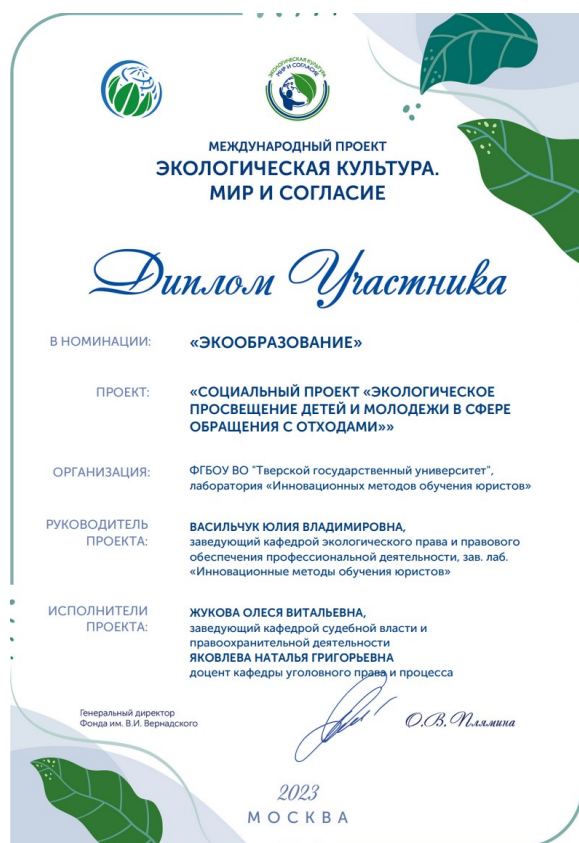 ЭКОЛОГИЧЕСКАЯ КУЛЬТУРА
МИР И СОГЛАСИЕ
МЕЖДУНАРОДНЫЙ ПРОЕКТ
ЭКОЛОГИЧЕСКАЯ КУЛЬТУРА.
МИР И СОГЛАСИЕ
Диплом Участника
В НОМИНАЦИИ:
«ЭКООБРАЗОВАНИЕ»
ПРОЕКТ:
«СОЦИАЛЬНЫЙ ПРОЕКТ «ЭКОЛОГИЧЕСКОЕ
ПРОСВЕЩЕНИЕ ДЕТЕЙ И МОЛОДЕЖИ В СФЕРЕ
ОБРАЩЕНИЯ С ОТХОДАМИ»»
ОРГАНИЗАЦИЯ:
ФГБОУ ВО "Тверской государственный университет",
лаборатория «Инновационных методов обучения юристов»
РУКОВОДИТЕЛЬ
ПРОЕКТА:
ВАСИЛЬЧУК ЮЛИЯ ВЛАДИМИРОВНА,
заведующий кафедрой экологического права и правового
обеспечения профессиональной деятельности, зав. лаб.
«Инновационные методы обучения юристов»
ИСПОЛНИТЕЛИ
ПРОЕКТА:
ЖУКОВА ОЛЕСЯ ВИТАЛЬЕВНА,
заведующий кафедрой судебной власти и
правоохранительной деятельности
ЯКОВЛЕВА НАТАЛЬЯ ГРИГОРЬЕВНА
доцент кафедры уголовного права и процесса
Генеральный директор
Фонда им. В.И. Вернадского
О.В. Плямина
2023
МОСКВА